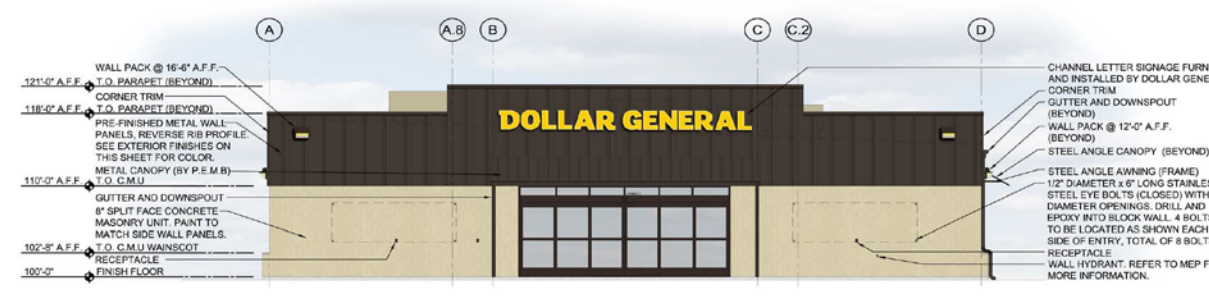 A
A.8
B
C
C.2
D
WALL PACK @ 16'-6" A.F.F.
121'-0" A.F.F. T.O. PARAPET (BEYOND)
CORNER TRIM
118'-0" A.F.F. T.O. PARAPET (BEYOND)
PRE-FINISHED METAL WALL
PANELS, REVERSE RIB PROFILE.
SEE EXTERIOR FINISHES ON
THIS SHEET FOR COLOR.
METAL CANOPY (BY P.E.M.B)
110'-0" A.F.F. T.O. C.M.U
GUTTER AND DOWNSPOUT
8" SPLIT FACE CONCRETE
MASONRY UNIT. PAINT TO
MATCH SIDE WALL PANELS.
102'-8" A.F.F. T.O. C.M.U WAINSCOT
RECEPTACLE
100'-0" FINISH FLOOR
DOLLAR GENERAL
CHANNEL LETTER SIGNAGE FURN
AND INSTALLED BY DOLLAR GENE
CORNER TRIM
GUTTER AND DOWNSPOUT
(BEYOND)
WALL PACK @ 12'-0" A.F.F.
(BEYOND)
STEEL ANGLE CANOPY (BEYOND)
STEEL ANGLE AWNING (FRAME)
1/2" DIAMETER x 6" LONG STAINLES
STEEL EYE BOLTS (CLOSED) WITH
DIAMETER OPENINGS. DRILL AND
EPOXY INTO BLOCK WALL. 4 BOLT
TO BE LOCATED AS SHOWN EACH
SIDE OF ENTRY, TOTAL OF 8 BOLT
RECEPTACLE
WALL HYDRANT. REFER TO MEP F
MORE INFORMATION.